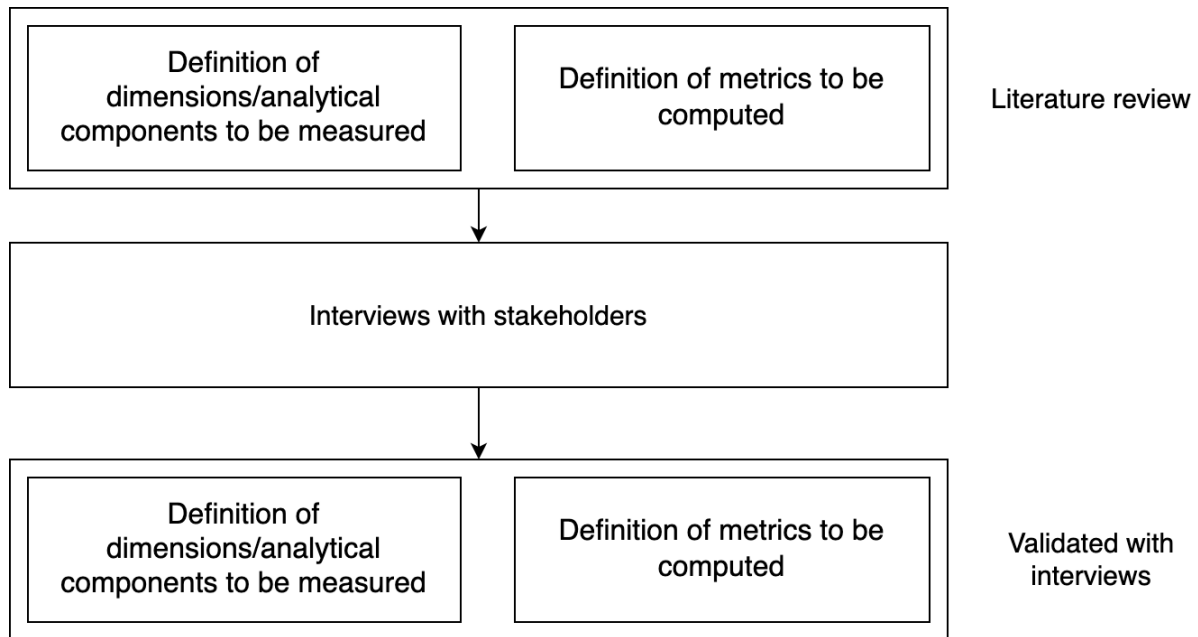 Definition of
dimensions/analytical
components to be measured
Definition of metrics to be
computed
Literature review
Interviews with stakeholders
Definition of
dimensions/analytical
components to be measured
Definition of metrics to be
computed
Validated with
interviews